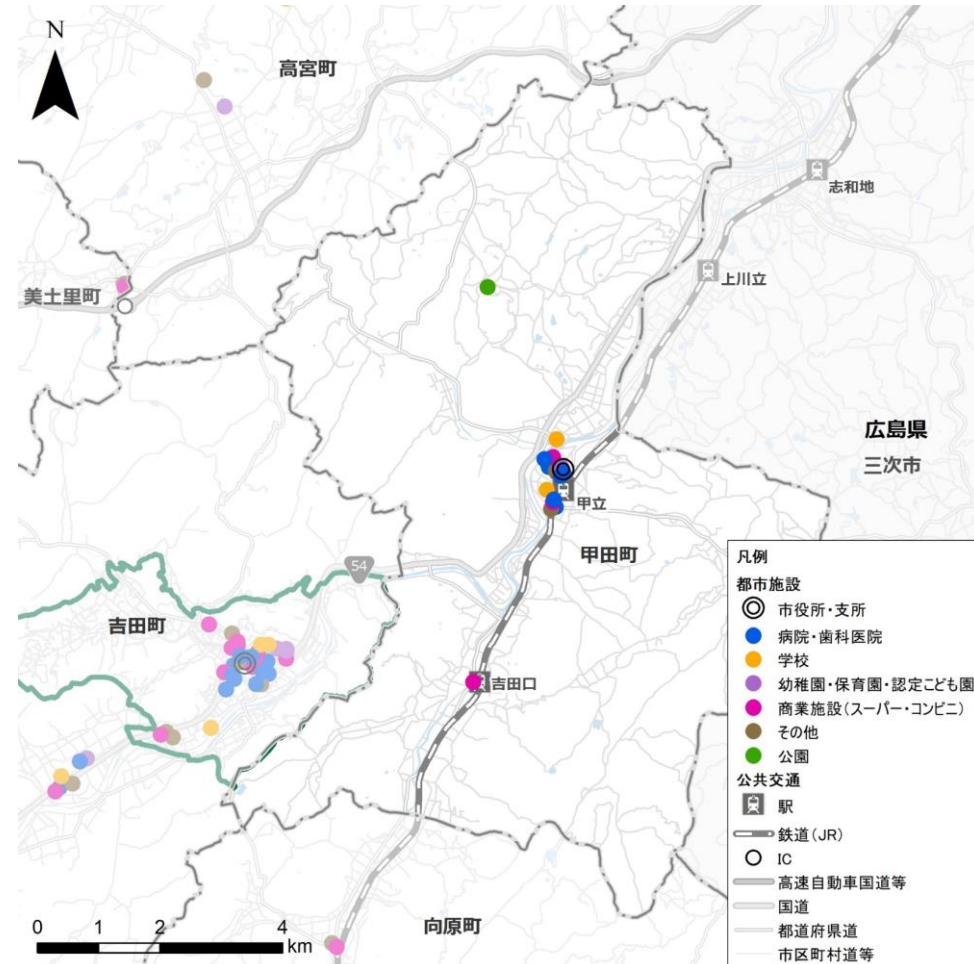 N
高宮町
志和地
美土里町
上川立
広島県
三次市
甲立
甲田町
54
吉田町
吉田口
向原町
0 1 2 4
km
凡例
都市施設
市役所・支所
病院・歯科医院
学校
幼稚園・保育園・認定こども園
商業施設(スーパー・コンビニ)
その他
公園
公共交通
駅
鉄道(JR)
IC
高速自動車国道等
国道
都道府県道
市区町村道等